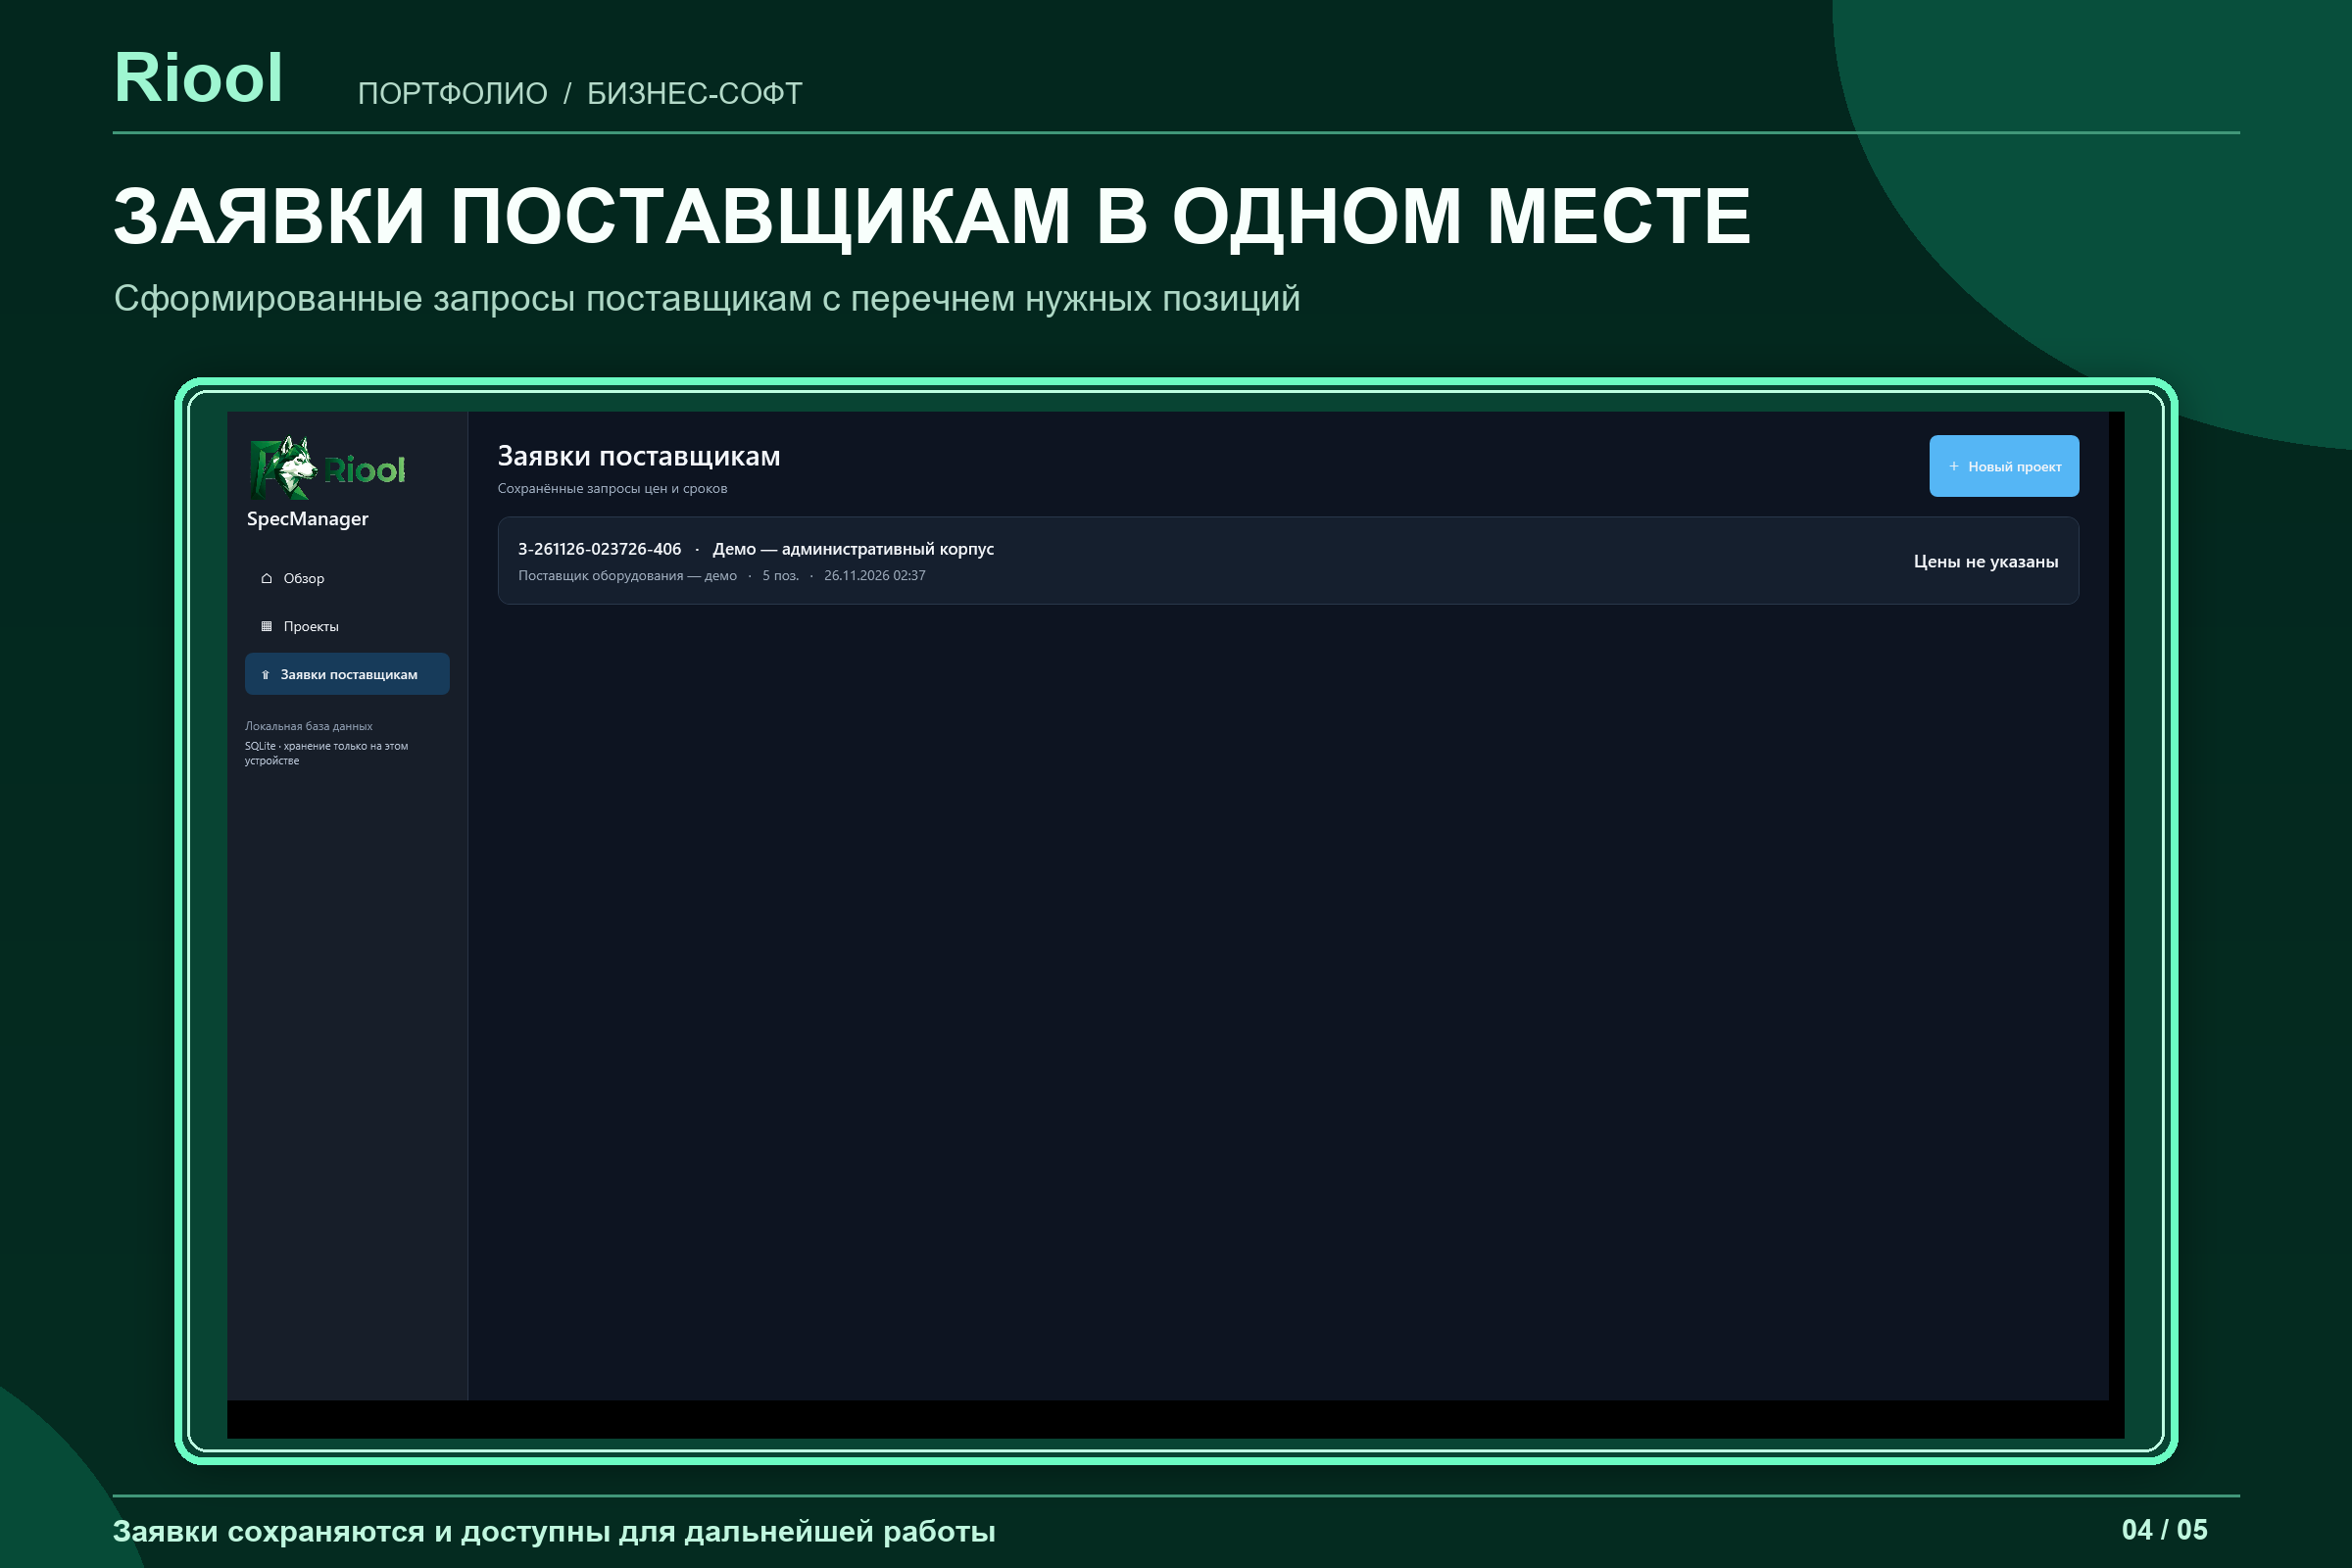 Riool
ПОРТФОЛИО / БИЗНЕС-СОФТ
ЗАЯВКИ ПОСТАВЩИКАМ В ОДНОМ МЕСТЕ
Сформированные запросы поставщикам с перечнем нужных позиций
Riool
SpecManager
Обзор
Проекты
Заявки поставщикам
Локальная база данных
SQLite · хранение только на этом
устройстве
Заявки поставщикам
Сохранённые запросы цен и сроков
+ Новый проект
З-261126-023726-406 · Демо — административный корпус
Поставщик оборудования — демо · 5 поз. · 26.11.2026 02:37
Цены не указаны
Заявки сохраняются и доступны для дальнейшей работы
04 / 05